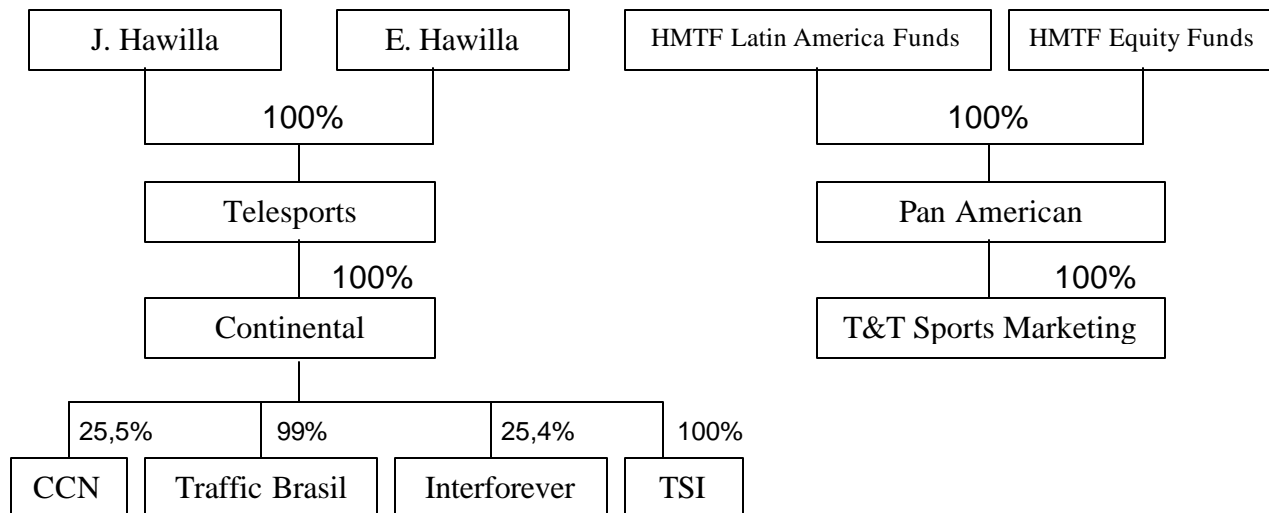 J. Hawilla
E. Hawilla
HMTF Latin America Funds
HMTF Equity Funds
100%
100%
Telesports
Pan American
100%
100%
Continental
T&T Sports Marketing
25,5%
99%
25,4%
100%
CCN
Traffic Brasil
Interforever
TSI